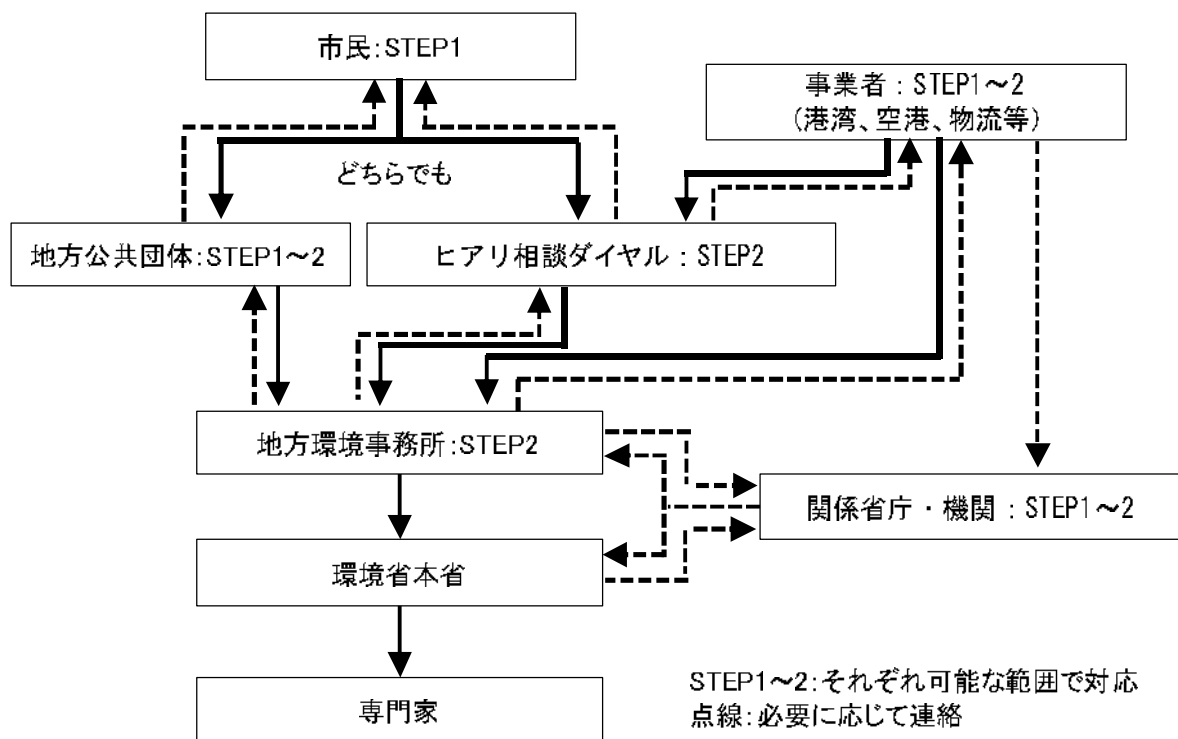 市民:STEP1
事業者:STEP1～2
(港湾、空港、物流等)
どちらでも
地方公共団体:STEP1～2
ヒアリ相談ダイヤル:STEP2
地方環境事務所:STEP2
関係省庁・機関:STEP1～2
環境省本省
専門家
STEP1～2:それぞれ可能な範囲で対応
点線:必要に応じて連絡